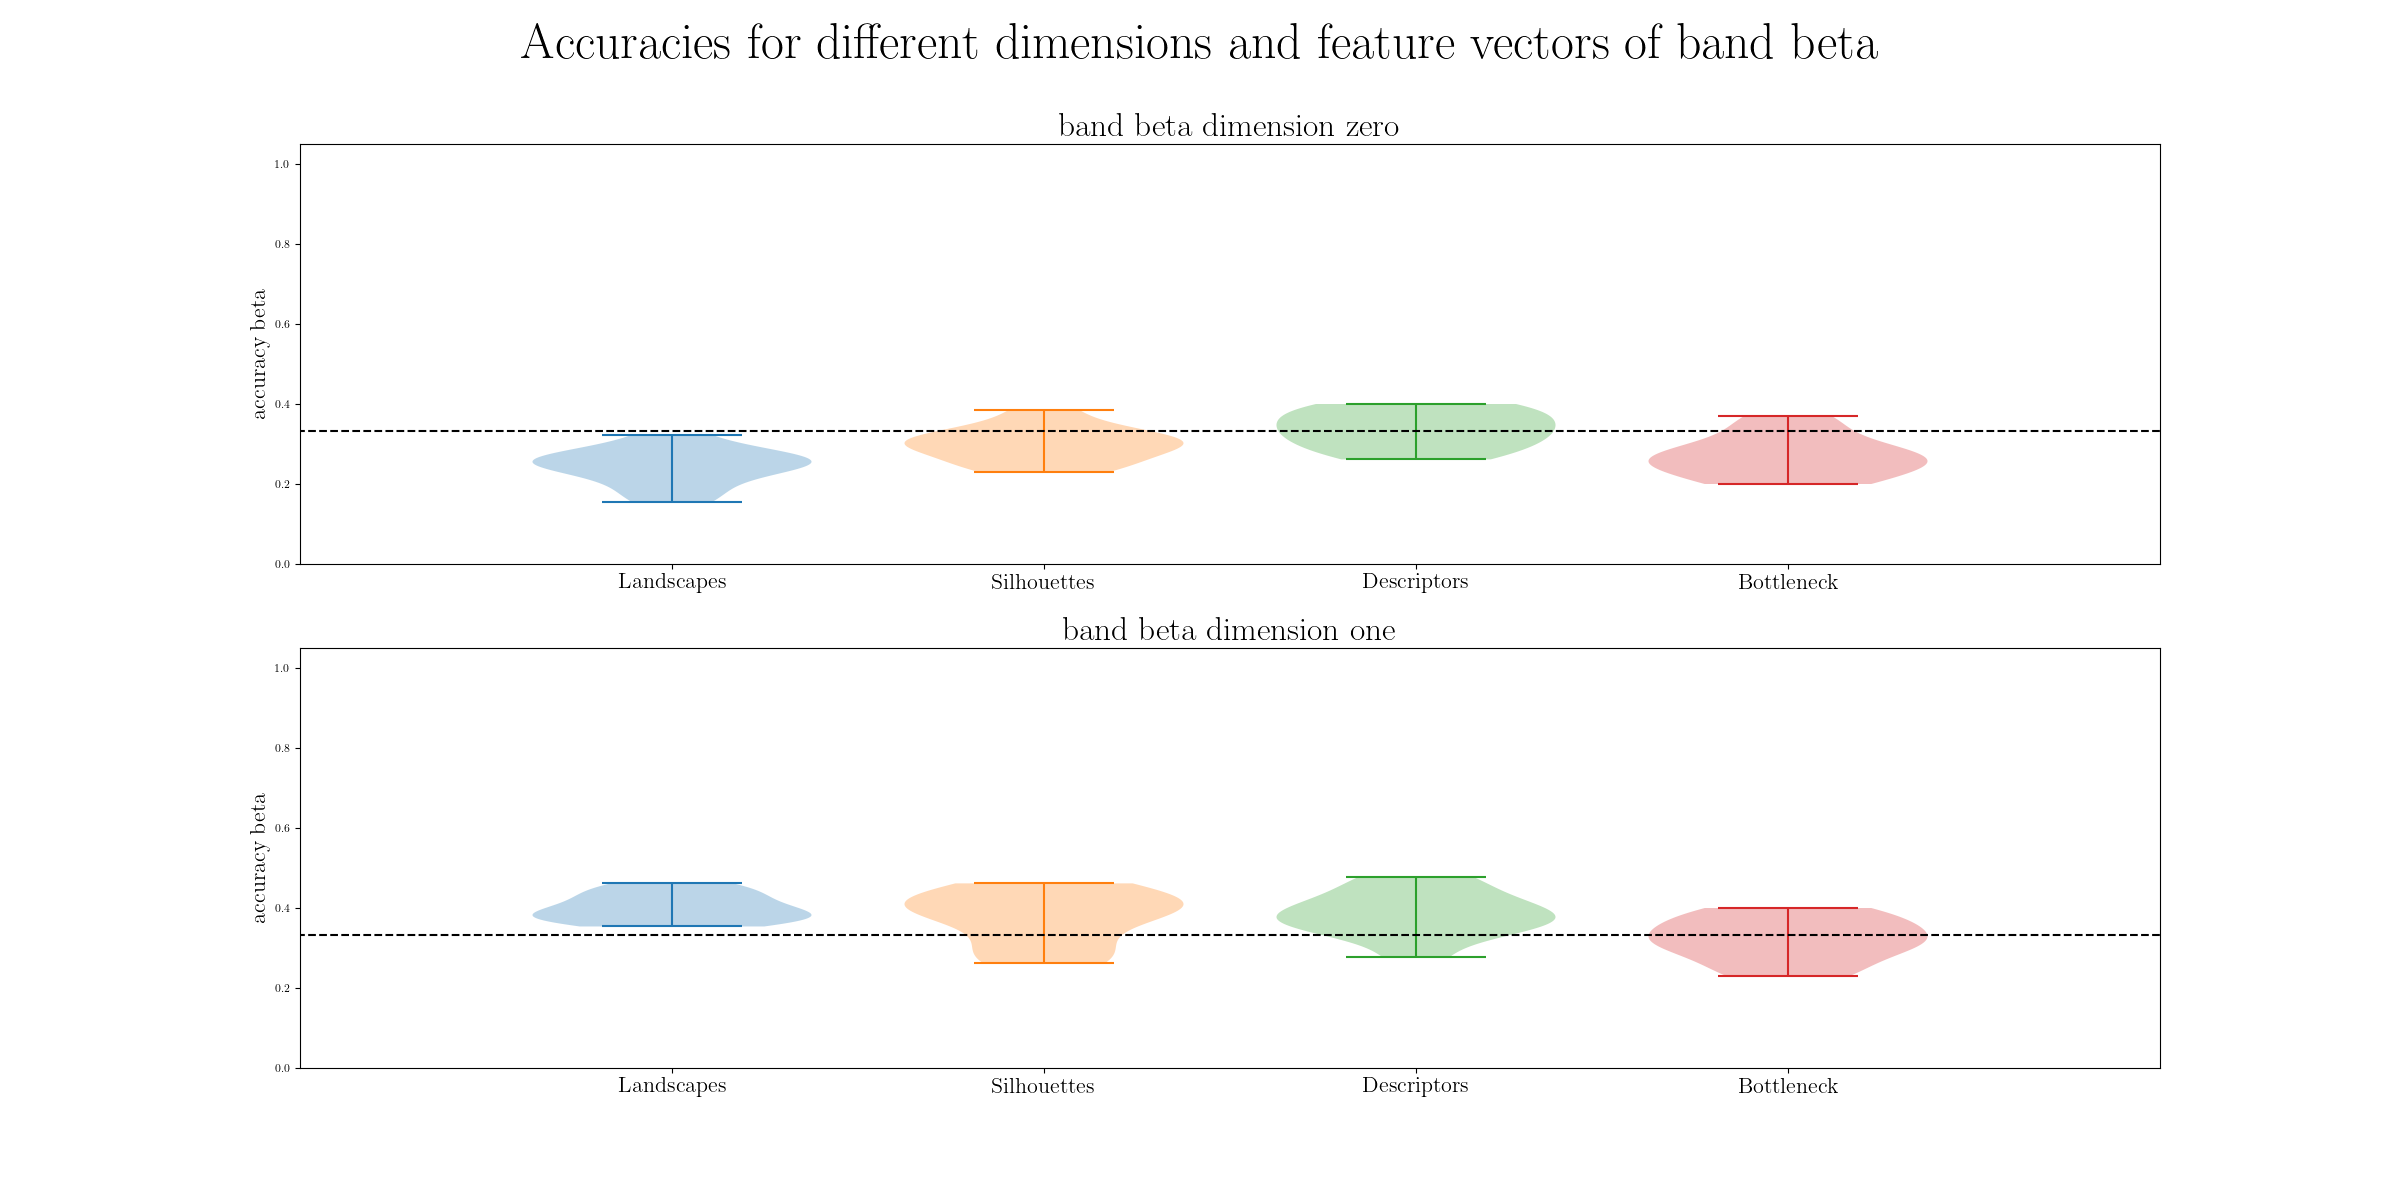 Accuracies for different dimensions and feature vectors of band beta
band beta dimension zero
1.0
0.8
0.6
0.4
0.2
0.0
accuracy beta
Landscapes Silhouettes Descriptors Bottleneck
band beta dimension one
1.0
0.8
0.6
0.4
0.2
0.0
accuracy beta
Landscapes Silhouettes Descriptors Bottleneck